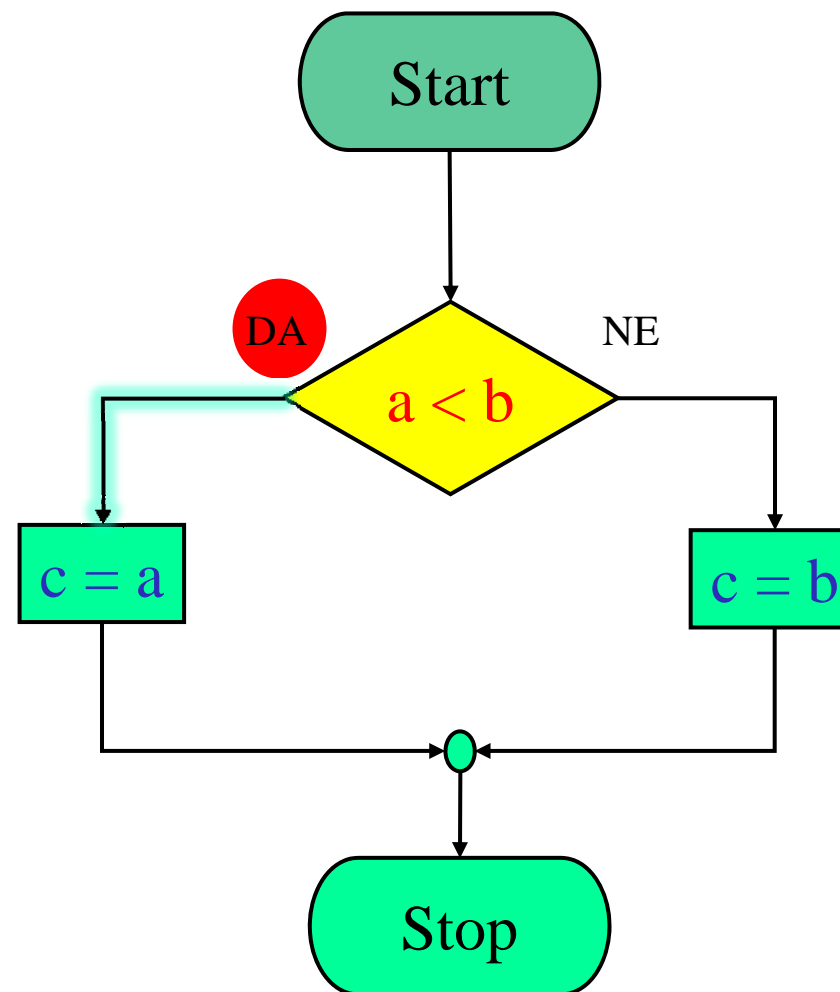 Start
DA
NE
a < b
c = a
c = b
Stop